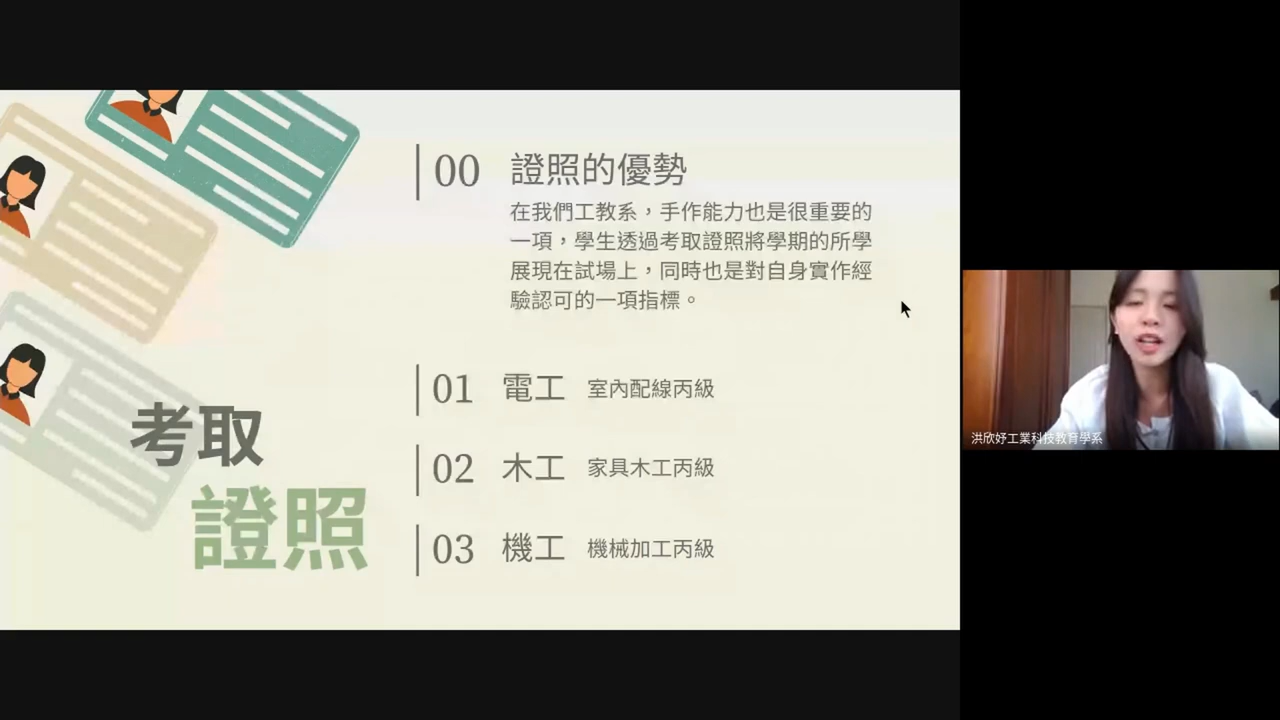 考取
證照
00 證照的優勢
在我們工教系，手作能力也是很重要的
一項，學生透過考取證照將學期的所學
展現在試場上，同時也是對自身實作經
驗認可的一項指標。
01 電工 室內配線丙級
02 木工 家具木工丙級
03 機工 機械加工丙級
洪欣妤工業科技教育學系